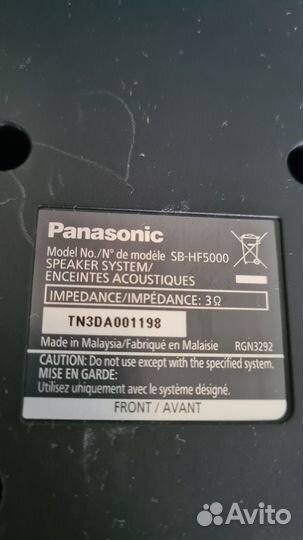 Panasonic
Model No./N° de modèle SB-HF5000
SPEAKER SYSTEM/
ENCEINTES ACOUSTIQUES
IMPEDANCE/IMPÉDANCE: 3Ω
TN3DA001198
Made in Malaysia/Fabriqué en Malaisie RGN3292
CAUTION: Do not use except with the specified system.
MISE EN GARDE:
Utilisez uniquement avec le système désigné.
FRONT / AVANT
Avito